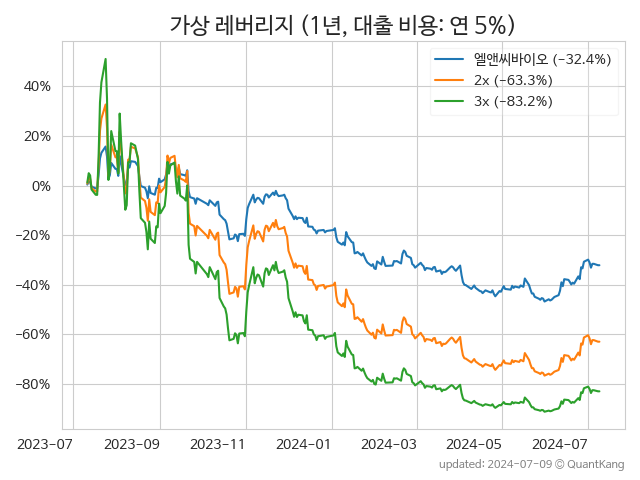 가상 레버리지 (1년, 대출 비용: 연 5%)
엘앤씨바이오 (-32.4%)
2x (-63.3%)
3x (-83.2%)
40%
20%
0%
-20%
-40%
-60%
-80%
2023-07 2023-09 2023-11 2024-01 2024-03 2024-05 2024-07
updated: 2024-07-09 © QuantKang